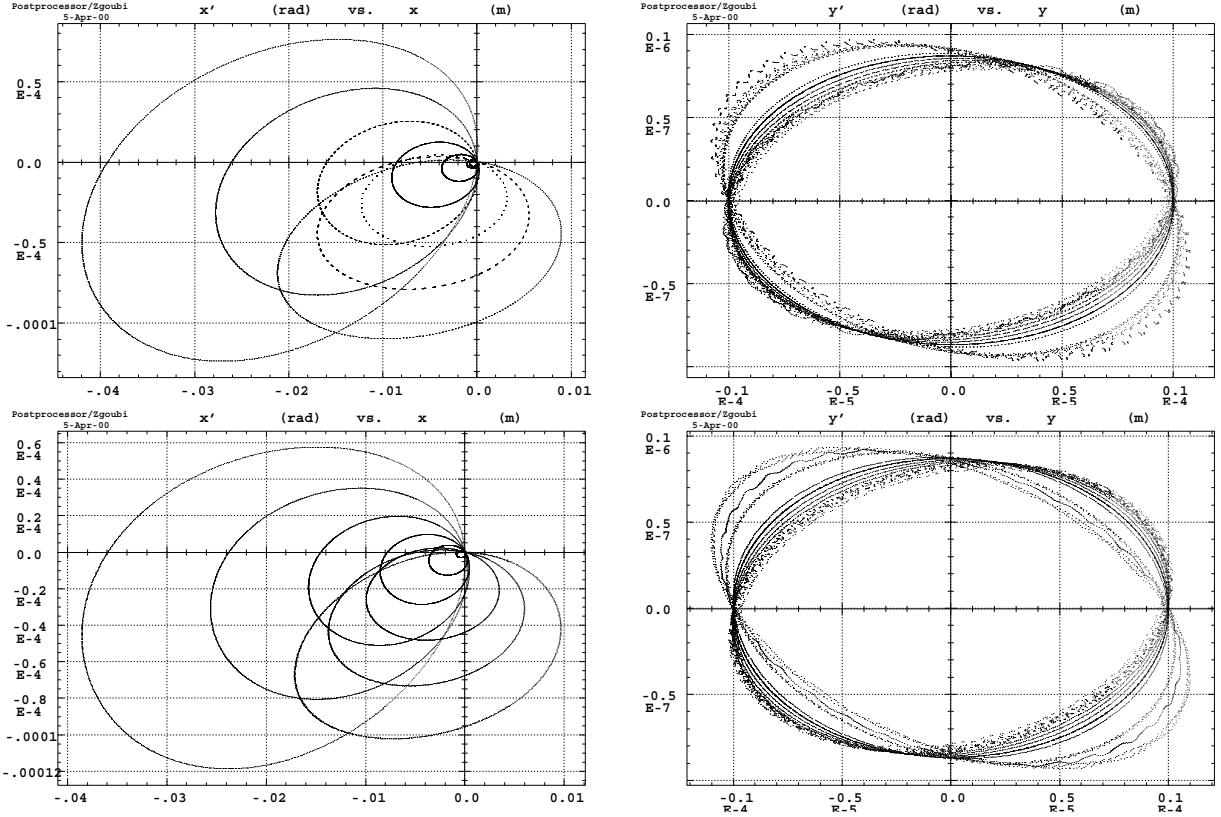 Postprocessor/Zgoubi
5-Apr-00
x' (rad) vs. x (m)
0.5
E-4
0.0
-0.5
E-4
-.0001
-.04 -.03 -.02 -.01 0.0 0.01
Postprocessor/Zgoubi
5-Apr-00
y' (rad) vs. y (m)
0.1
E-6
0.5
E-7
0.0
-0.5
E-7
-0.1 -0.5 0.0 0.5 0.1
E-4 E-5 E-5 E-4
Postprocessor/Zgoubi
5-Apr-00
x' (rad) vs. x (m)
0.6
E-4
0.4
E-4
0.2
E-4
0.0
-0.2
E-4
-0.4
E-4
-0.6
E-4
-0.8
E-4
-.0001
-.00012
-.04 -.03 -.02 -.01 0.0 0.01
Postprocessor/Zgoubi
5-Apr-00
y' (rad) vs. y (m)
0.1
E-6
0.5
E-7
0.0
-0.5
E-7
-0.1 -0.5 0.0 0.5 0.1
E-4 E-5 E-5 E-4